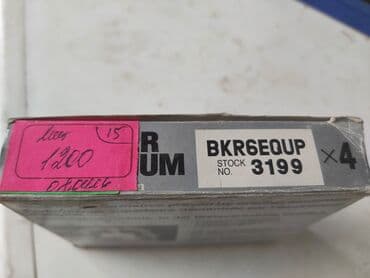 15
1200
R
UM
BKR6EQUP
STOCK NO. 3199
×4